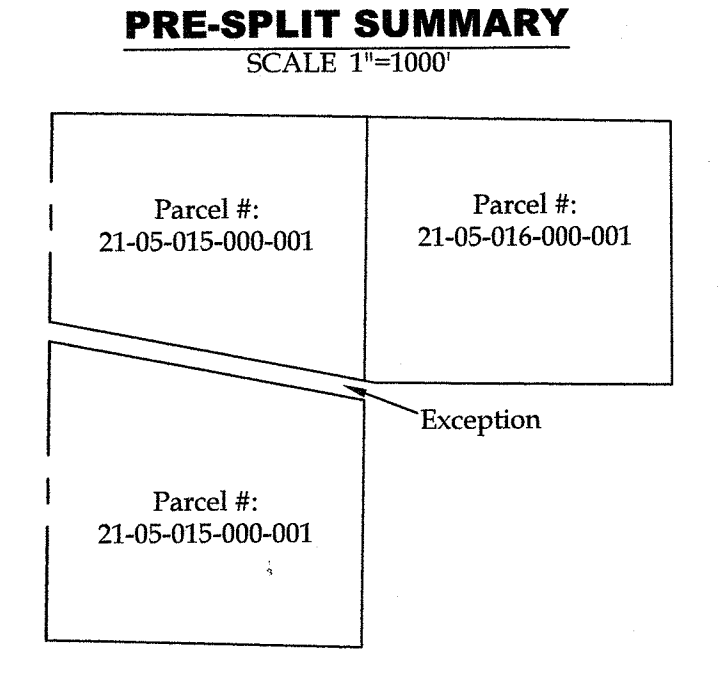 PRE-SPLIT SUMMARY
SCALE 1"=1000'
Parcel #:
21-05-015-000-001
Parcel #:
21-05-016-000-001
Exception
Parcel #:
21-05-015-000-001